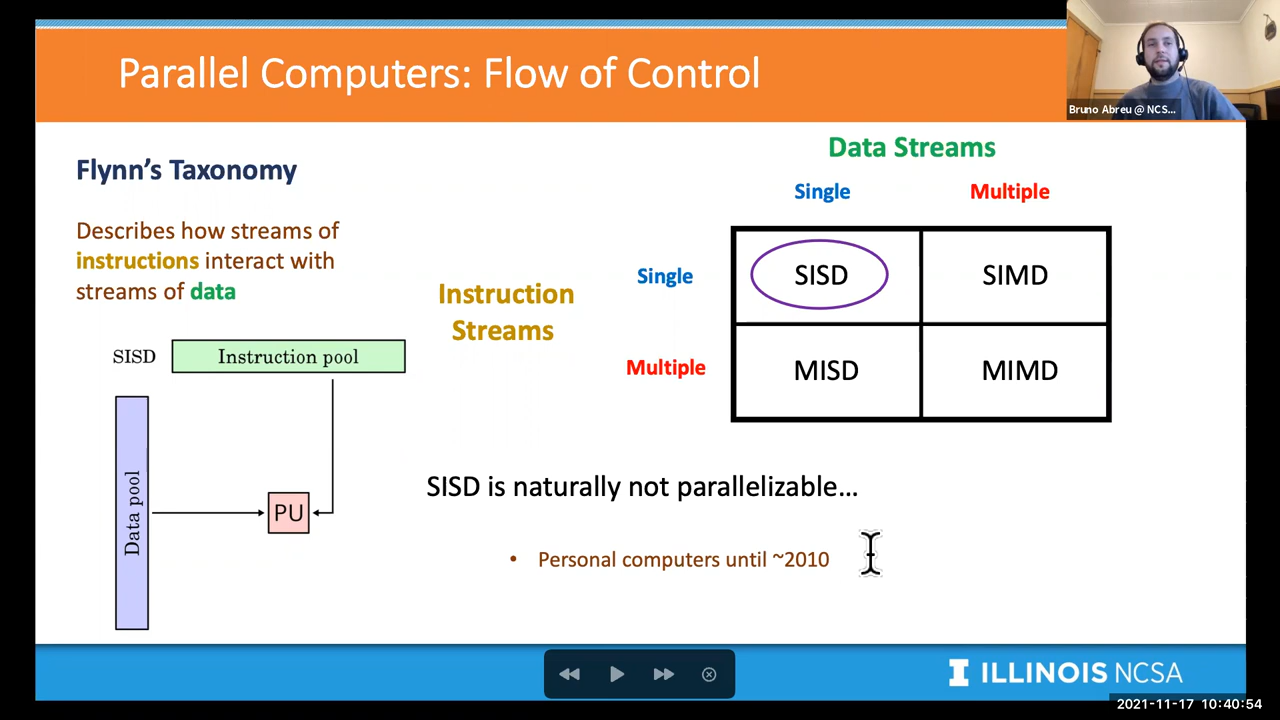 Parallel Computers: Flow of Control
Bruno Abreu @ NCS...
Flynn's Taxonomy
Describes how streams of
instructions interact with
streams of data
Data Streams
Single
Multiple
Instruction
Streams
Single
SISD
SIMD
Multiple
MISD
MIMD
SISD
Instruction pool
Data pool
PU
SISD is naturally not parallelizable...
• Personal computers until ~2010
ILLINOIS NCSA
2021-11-17 10:40:54